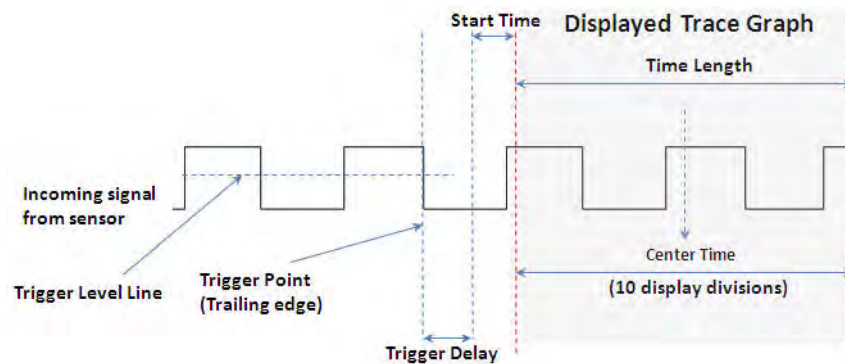 Start Time
Displayed Trace Graph
Time Length
Incoming signal
from sensor
Trigger Level Line
Trigger Point
(Trailing edge)
Center Time
(10 display divisions)
Trigger Delay